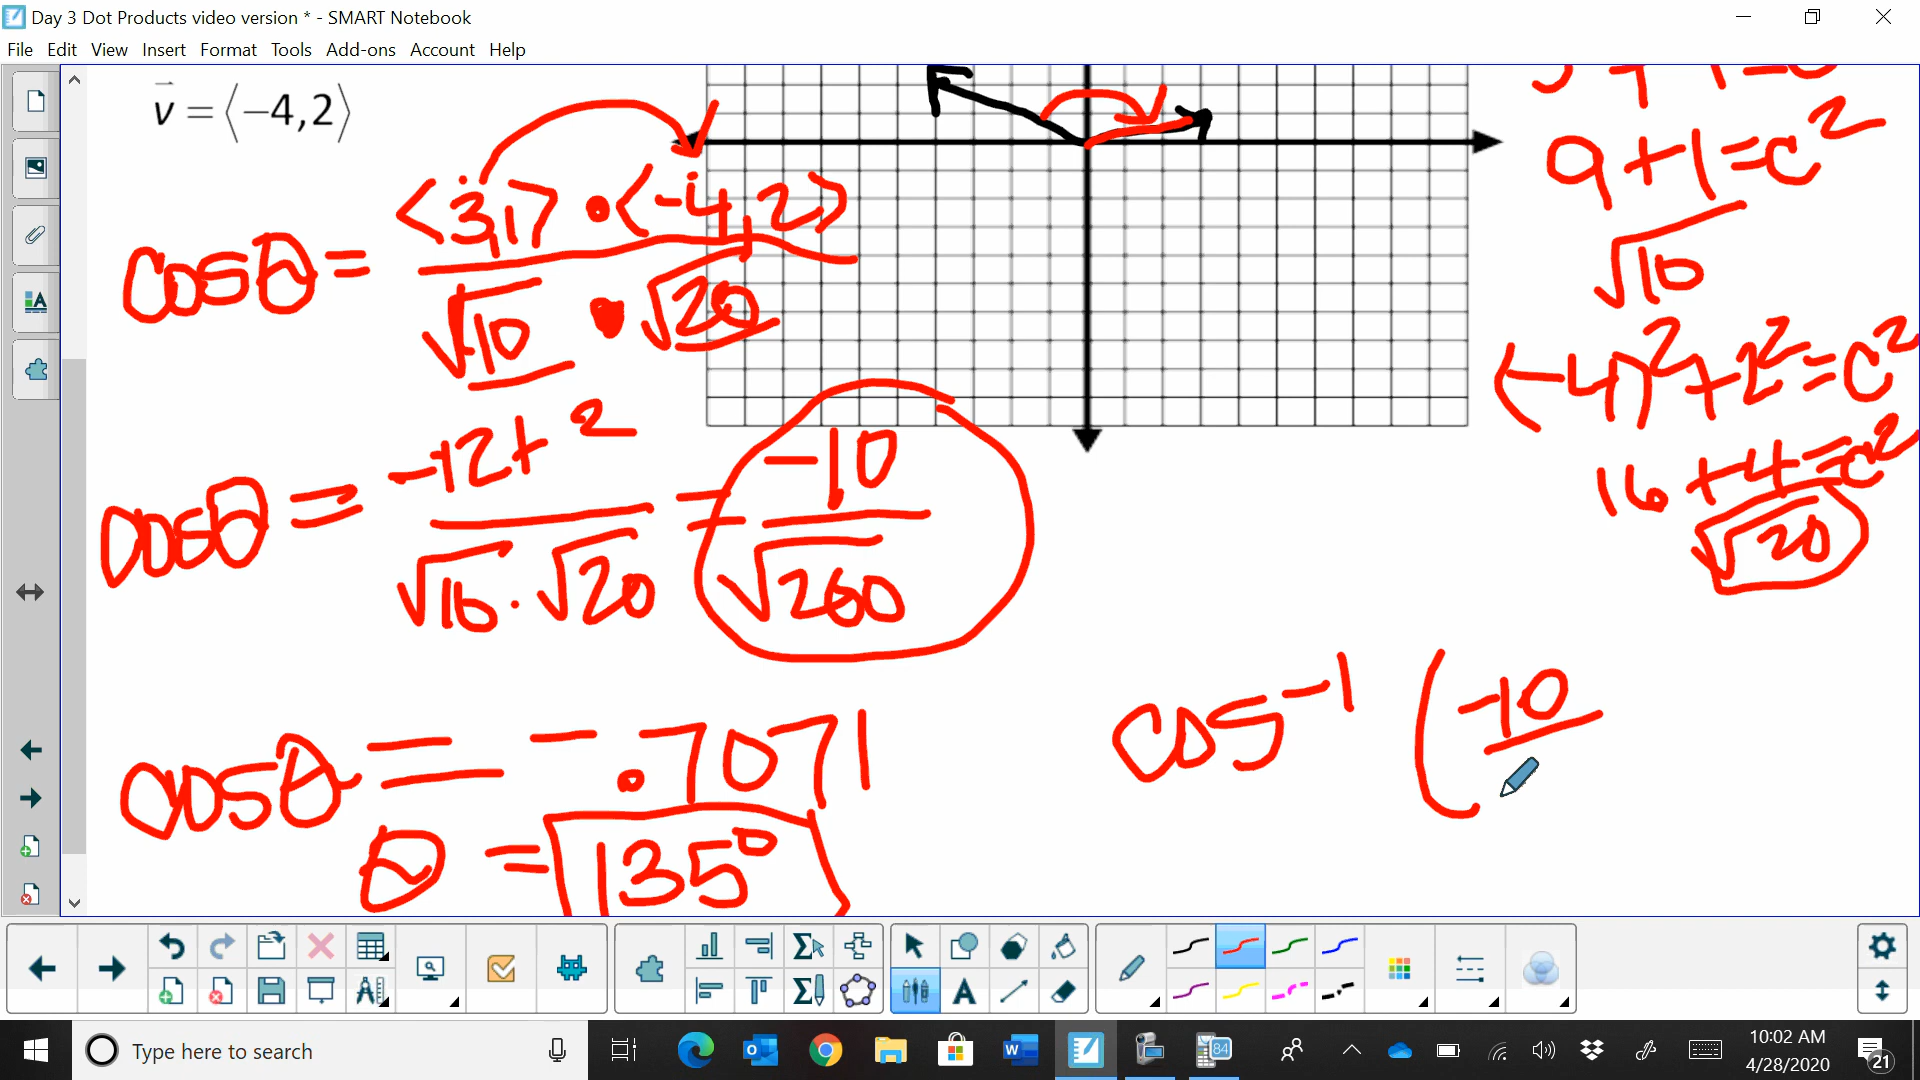 Day 3 Dot Products video version * - SMART Notebook
File Edit View Insert Format Tools Add-ons Account Help
v = ⟨−4,2⟩
cosθ = <3,1> • <-4,2>
√10 • √20
9 + 1 = c²
√10
(-4)² + 2² = c²
16 + 4 = c²
√20
cosθ = -12 + 2
√10 · √20
= -10
√200
cosθ = - .7071
θ = 135°
cos⁻¹ ( -10
Type here to search
84
10:02 AM
4/28/2020
21